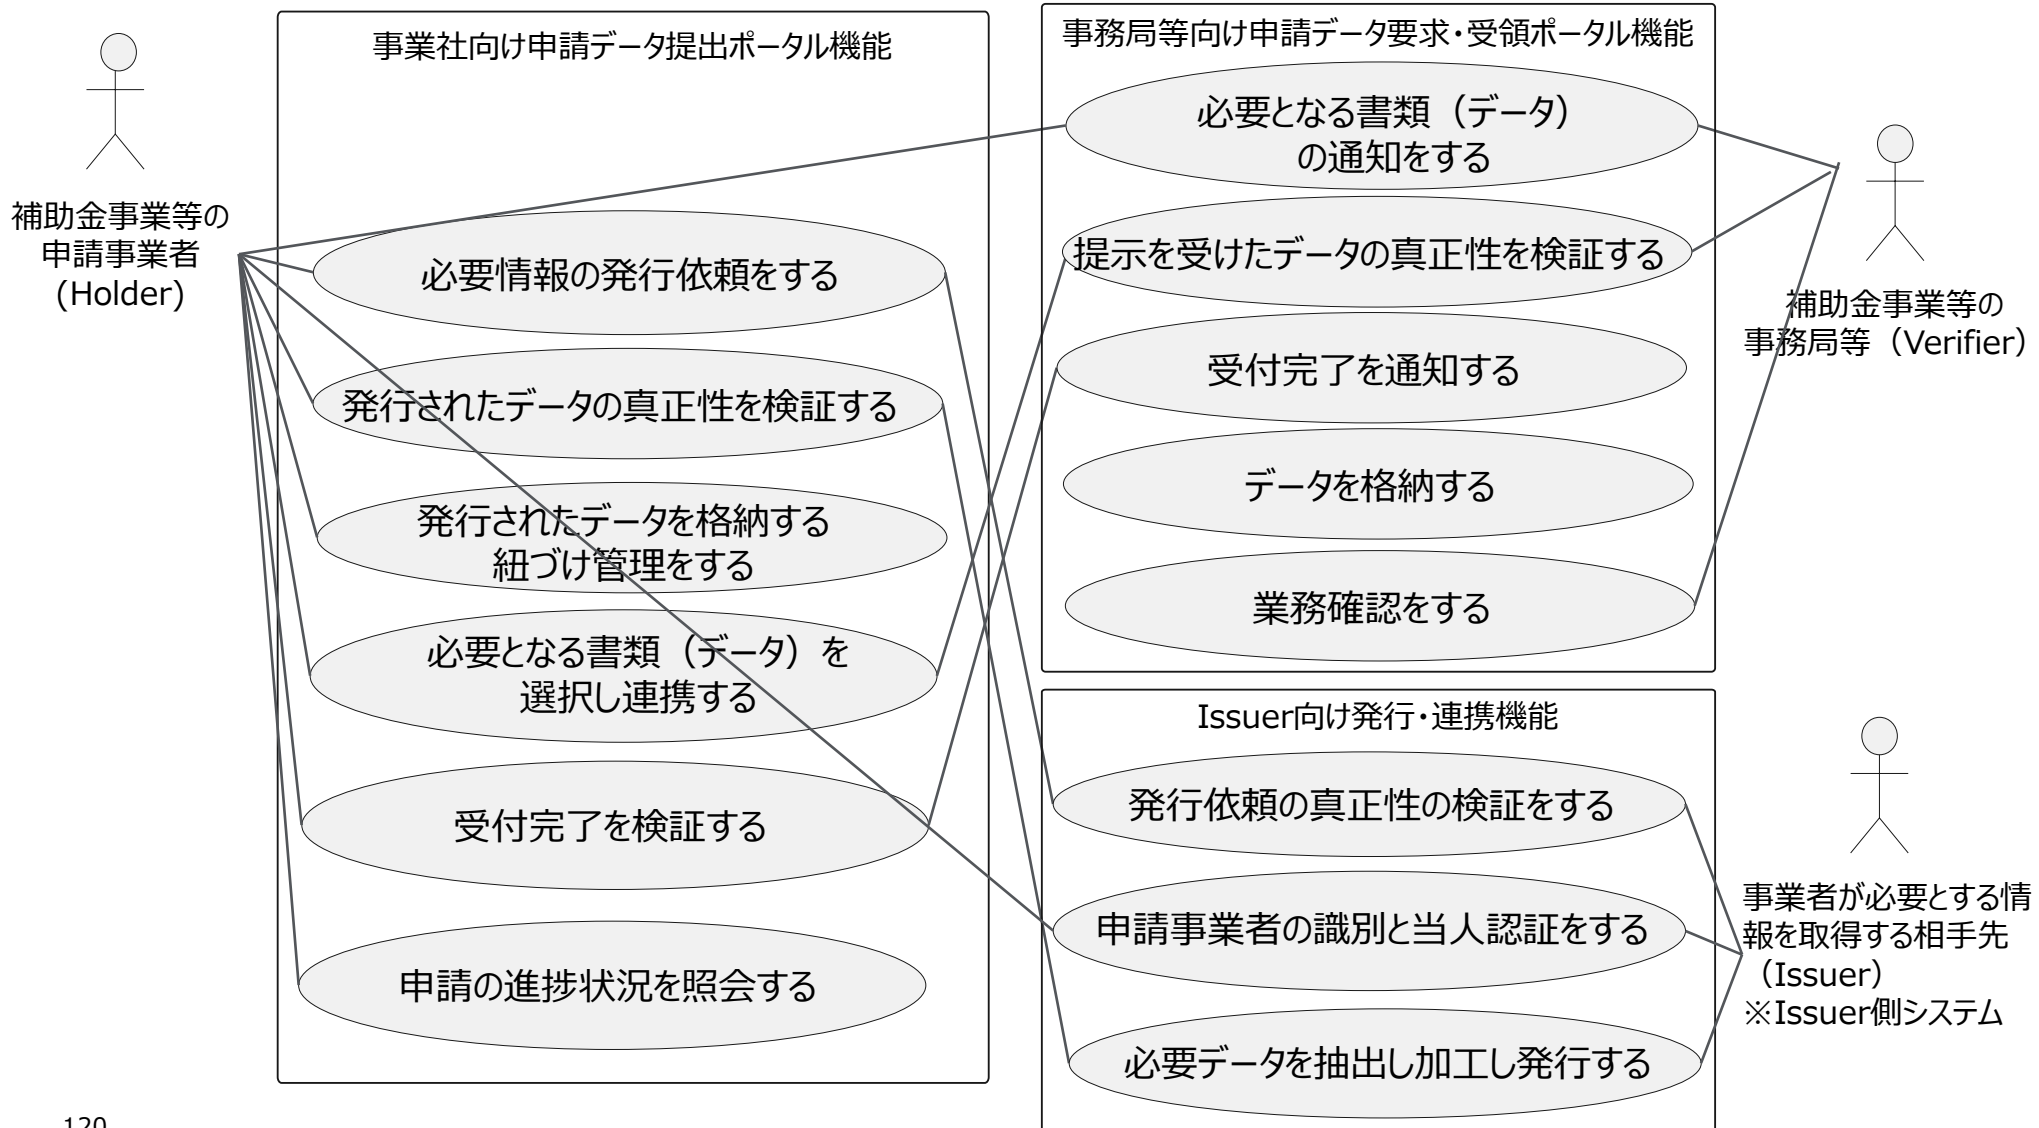 事業社向け申請データ提出ポータル機能
補助金事業等の
申請事業者
(Holder)
必要情報の発行依頼をする
発行されたデータの真正性を検証する
発行されたデータを格納する
紐づけ管理をする
必要となる書類（データ）を
選択し連携する
受付完了を検証する
申請の進捗状況を照会する
事務局等向け申請データ要求・受領ポータル機能
必要となる書類（データ）
の通知をする
提示を受けたデータの真正性を検証する
受付完了を通知する
データを格納する
業務確認をする
補助金事業等の
事務局等（Verifier）
Issuer向け発行・連携機能
発行依頼の真正性の検証をする
申請事業者の識別と当人認証をする
必要データを抽出し加工し発行する
事業者が必要とする情
報を取得する相手先
（Issuer）
※Issuer側システム
120